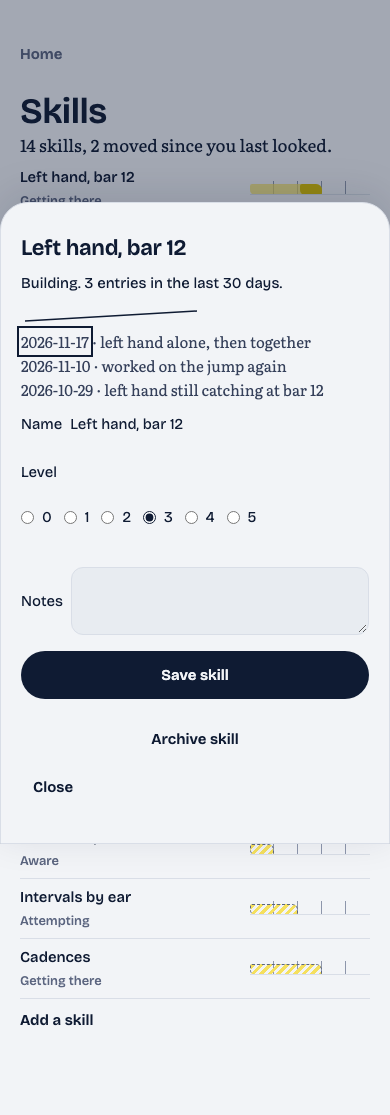 Home
Skills
14 skills, 2 moved since you last looked.
Left hand, bar 12
Getting there
Left hand, bar 12
Building. 3 entries in the last 30 days.
2026-11-17 · left hand alone, then together
2026-11-10 · worked on the jump again
2026-10-29 · left hand still catching at bar 12
Name Left hand, bar 12
Level
0 1 2 3 4 5
Notes
Save skill
Archive skill
Close
Aware
Intervals by ear
Attempting
Cadences
Getting there
Add a skill